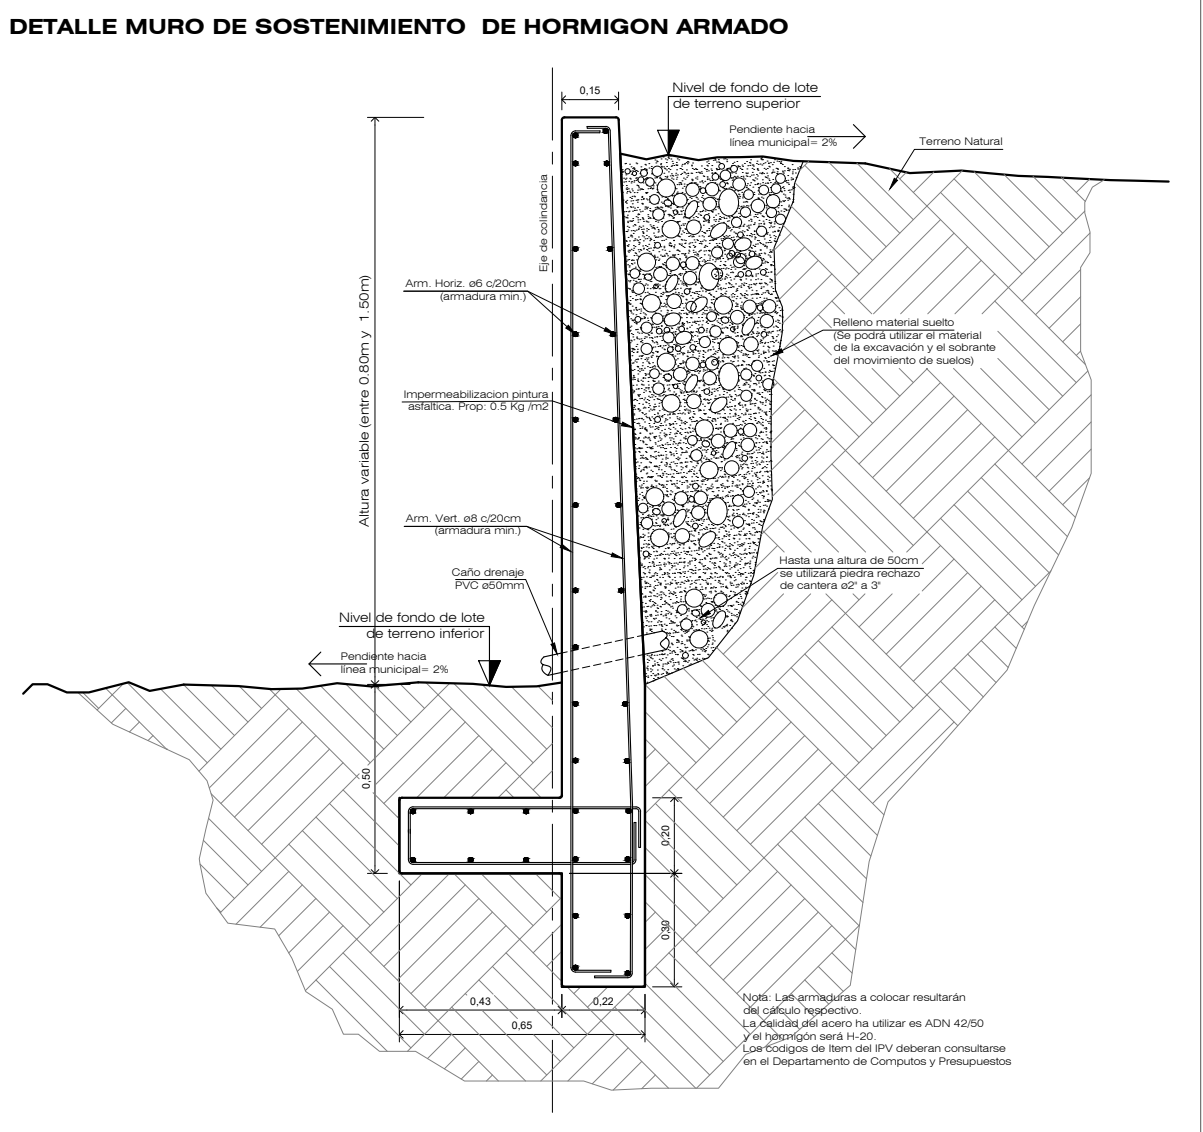 DETALLE MURO DE SOSTENIMIENTO DE HORMIGON ARMADO
0,15
Nivel de fondo de lote
de terreno superior
Pendiente hacia
línea municipal= 2%
Terreno Natural
Eje de colindancia
Altura variable (entre 0.80m y 1.50m)
Arm. Horiz. ø6 c/20cm
(armadura min.)
Relleno material suelto
(Se podrá utilizar el material
de la excavación y el sobrante
del movimiento de suelos)
Impermeabilizacion pintura
asfaltica. Prop: 0.5 Kg /m2
Arm. Vert. ø8 c/20cm
(armadura min.)
Caño drenaje
PVC ø50mm
Hasta una altura de 50cm
se utilizará piedra rechazo
de cantera ø2" a 3"
Nivel de fondo de lote
de terreno inferior
Pendiente hacia
línea municipal= 2%
0,50
0,20
0,30
0,43
0,22
0,65
Nota: Las armaduras a colocar resultarán
del cálculo respectivo.
La calidad del acero ha utilizar es ADN 42/50
y el hormigón será H-20.
Los codigos de Item del IPV deberan consultarse
en el Departamento de Computos y Presupuestos